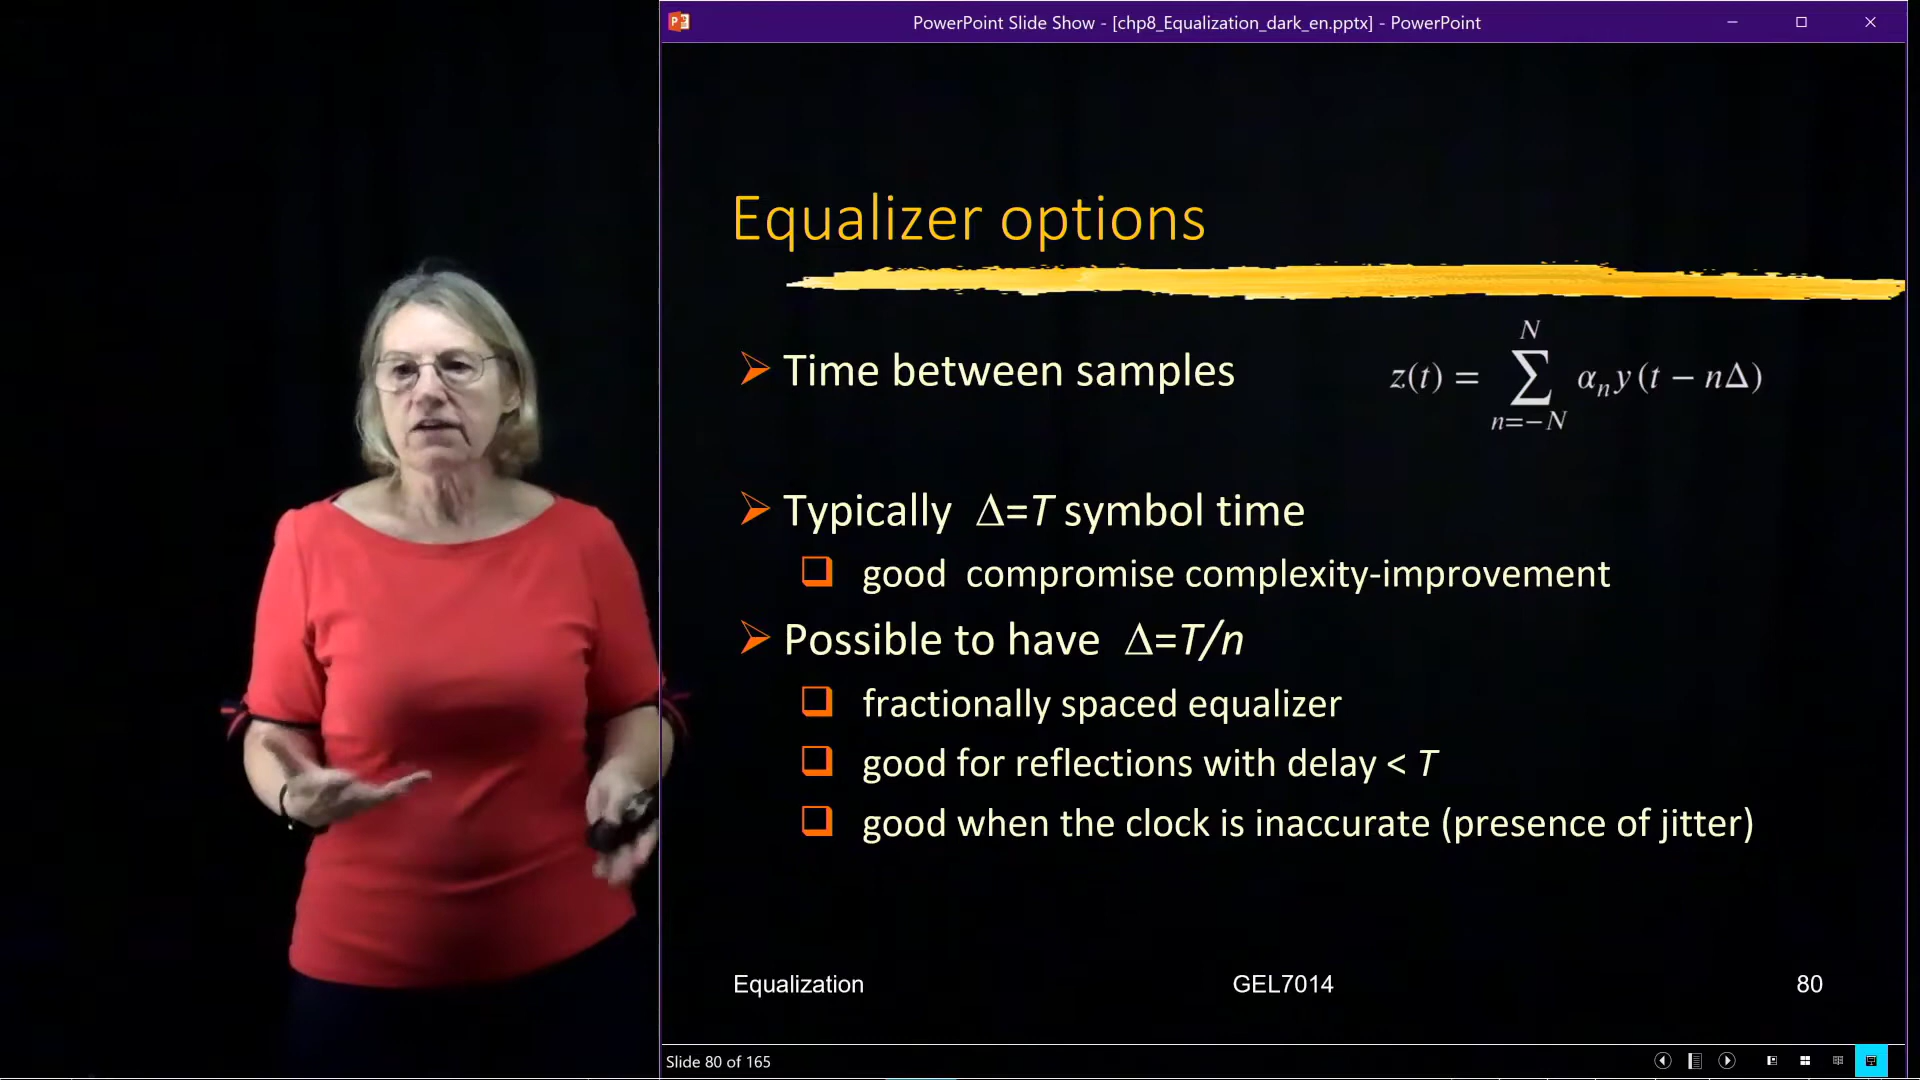 PowerPoint Slide Show - [chp8_Equalization_dark_en.pptx] - PowerPoint
Equalizer options
Time between samples
z(t) = \sum_{n=-N}^{N} α_n y(t − nΔ)
Typically Δ=T symbol time
good compromise complexity-improvement
Possible to have Δ=T/n
fractionally spaced equalizer
good for reflections with delay < T
good when the clock is inaccurate (presence of jitter)
Equalization GEL7014 80
Slide 80 of 165